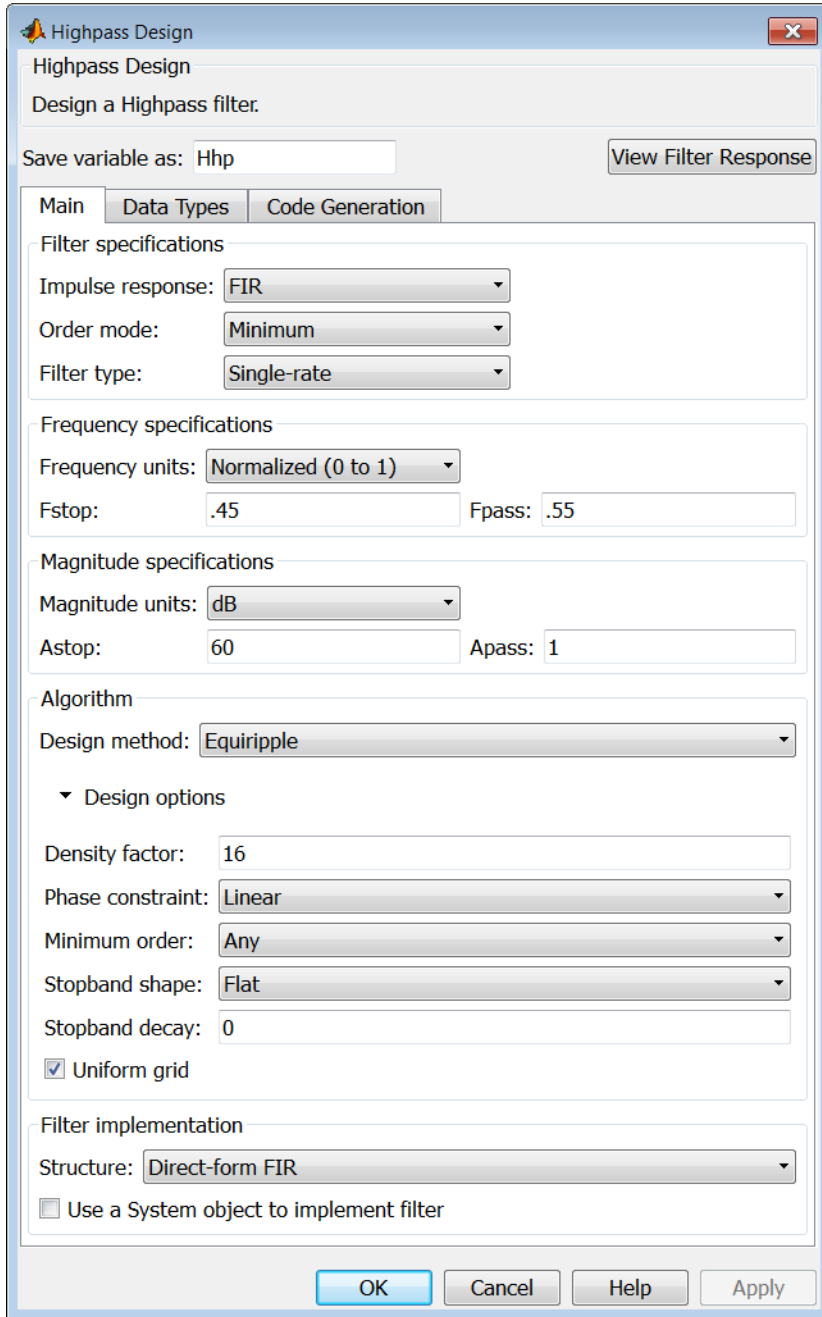 Highpass Design
Highpass Design
Design a Highpass filter.
Save variable as: Hhp View Filter Response
Main Data Types Code Generation
Filter specifications
Impulse response: FIR
Order mode: Minimum
Filter type: Single-rate
Frequency specifications
Frequency units: Normalized (0 to 1)
Fstop: .45 Fpass: .55
Magnitude specifications
Magnitude units: dB
Astop: 60 Apass: 1
Algorithm
Design method: Equiripple
Design options
Density factor: 16
Phase constraint: Linear
Minimum order: Any
Stopband shape: Flat
Stopband decay: 0
Uniform grid
Filter implementation
Structure: Direct-form FIR
Use a System object to implement filter
OK Cancel Help Apply